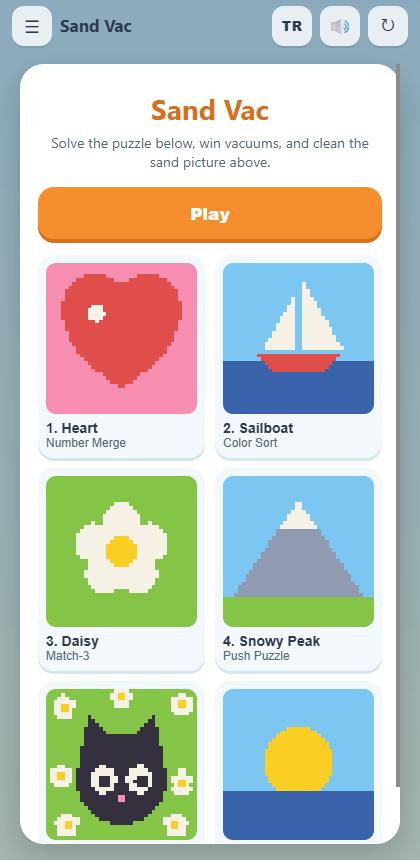 ☰ Sand Vac TR
Sand Vac
Solve the puzzle below, win vacuums, and clean the
sand picture above.
Play
1. Heart
Number Merge
2. Sailboat
Color Sort
3. Daisy
Match-3
4. Snowy Peak
Push Puzzle